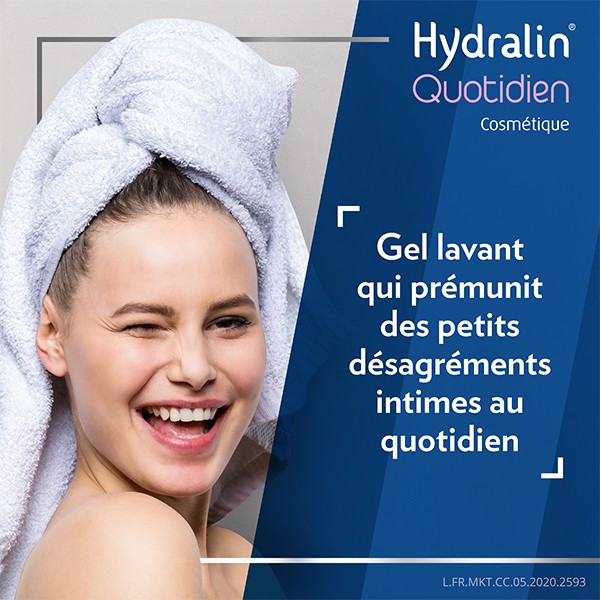 Hydralin®
Quotidien
Cosmétique
Gel lavant
qui prémunit
des petits
désagréments
intimes au
quotidien
L.FR.MKT.CC.05.2020.2593